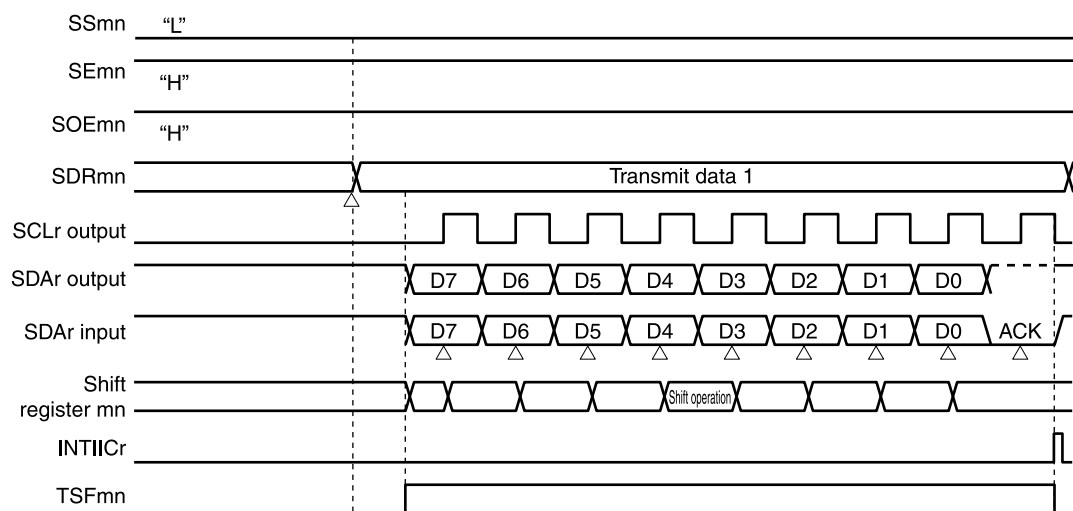 SSmn “L”
SEmn
“H”
SOEmn
“H”
SDRmn Transmit data 1
SCLr output
SDAr output D7 D6 D5 D4 D3 D2 D1 D0
SDAr input D7 D6 D5 D4 D3 D2 D1 D0 ACK
Shift
register mn Shift operation
INTIICr
TSFmn